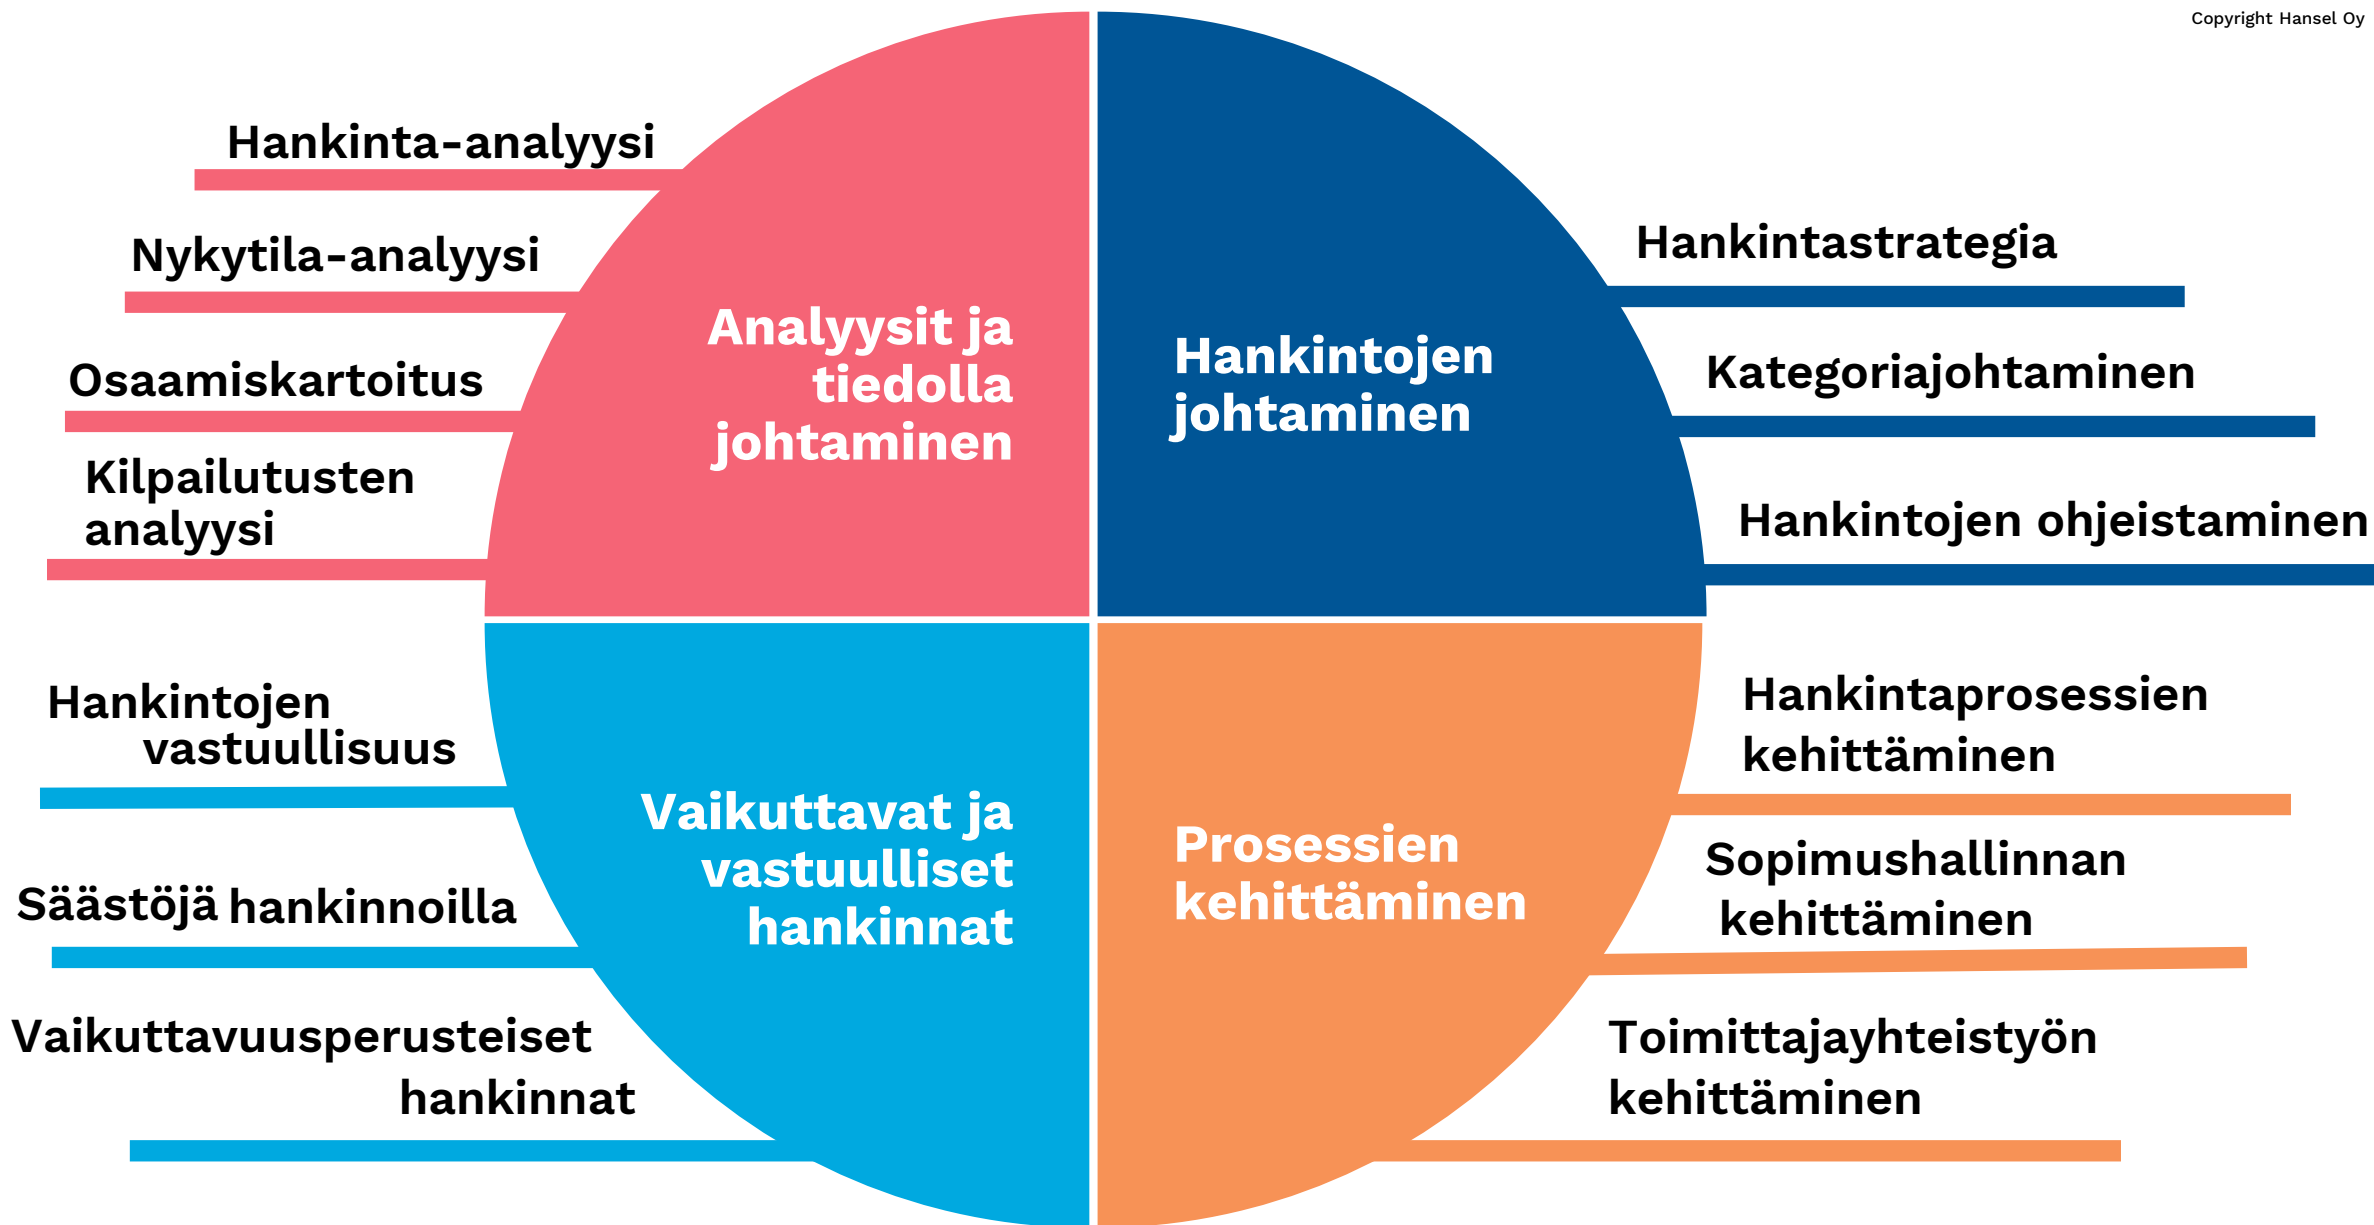 Copyright Hansel Oy
Hankinta-analyysi
Nykytila-analyysi
Osaamiskartoitus
Kilpailutusten
analyysi
Analyysit ja
tiedolla
johtaminen
Hankintojen
johtaminen
Hankintastrategia
Kategoriajohtaminen
Hankintojen ohjeistaminen
Hankintojen
vastuullisuus
Säästöjä hankinnoilla
Vaikuttavuusperusteiset
hankinnat
Vaikuttavat ja
vastuulliset
hankinnat
Prosessien
kehittäminen
Hankintaprosessien
kehittäminen
Sopimushallinnan
kehittäminen
Toimittajayhteistyön
kehittäminen